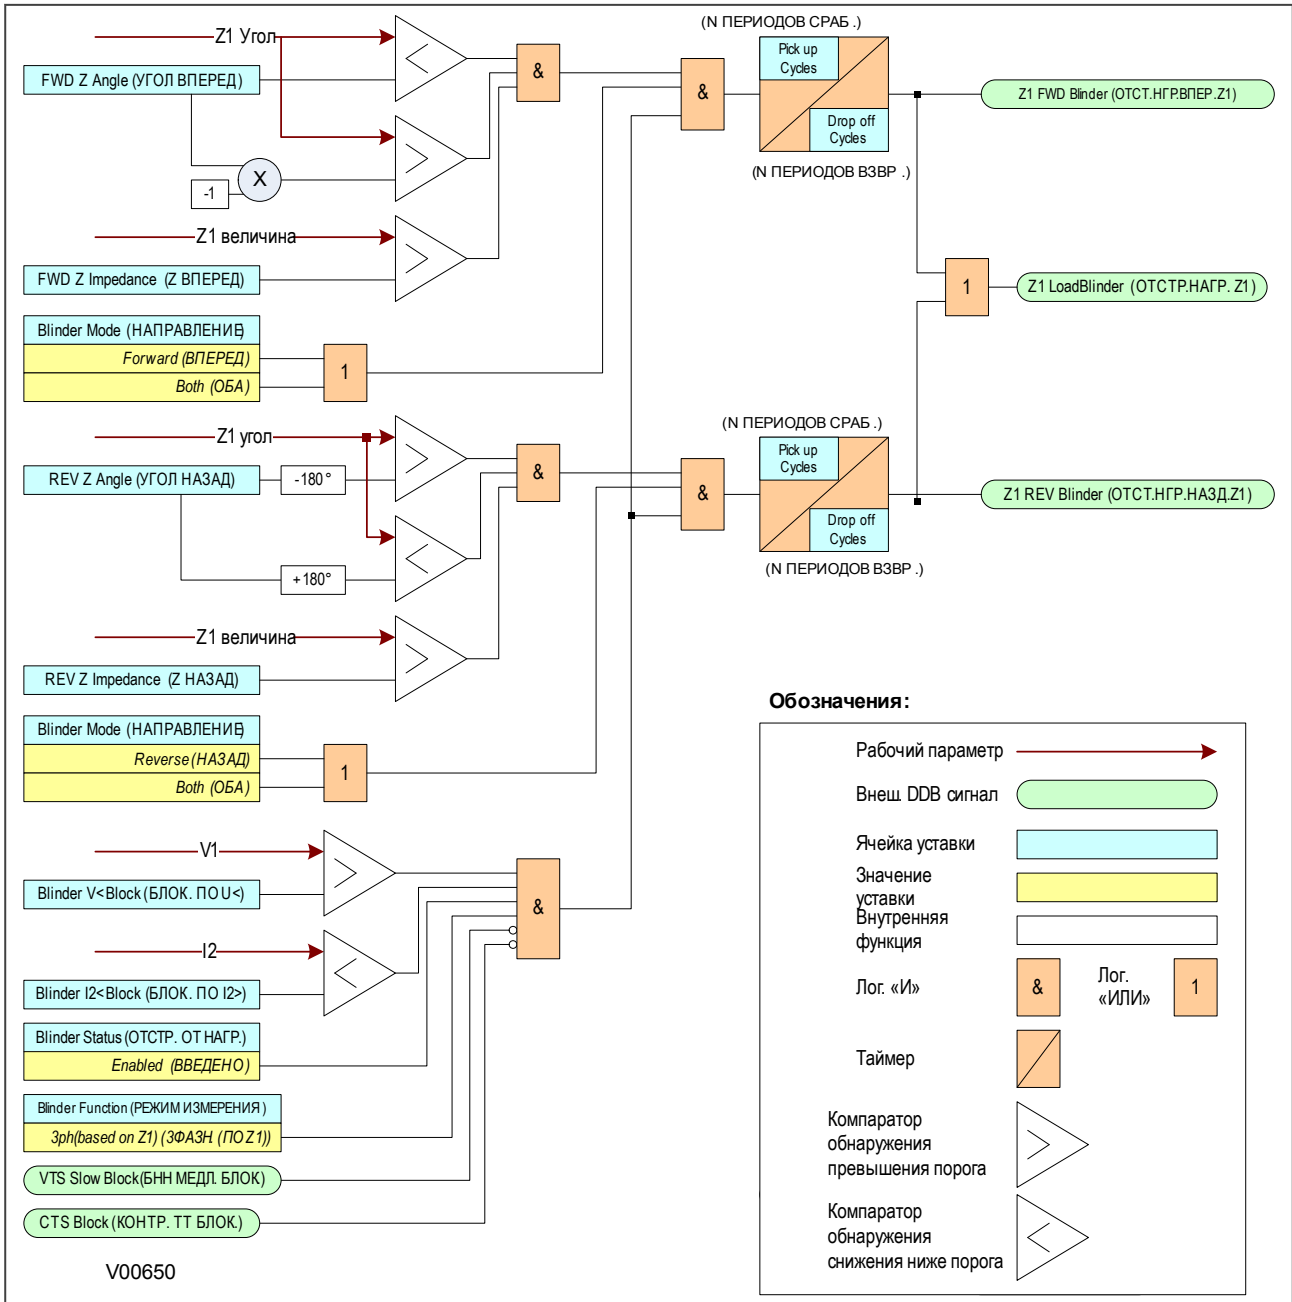 Z1 Угол
FWD Z Angle (УГОЛ ВПЕРЕД)
X
-1
Z1 величина
FWD Z Impedance (Z ВПЕРЕД)
Blinder Mode (НАПРАВЛЕНИЕ)
Forward (ВПЕРЕД)
Both (ОБА)
1
&
&
(N ПЕРИОДОВ СРАБ .)
Pick up
Cycles
Drop off
Cycles
(N ПЕРИОДОВ ВЗВР .)
Z1 FWD Blinder (ОТСТ.НГР.ВПЕР.Z1)
1
Z1 LoadBlinder (ОТСТР.НАГР. Z1)
Z1 угол
REV Z Angle (УГОЛ НАЗАД)
-180°
+180°
Z1 величина
REV Z Impedance (Z НАЗАД)
Blinder Mode (НАПРАВЛЕНИЕ)
Reverse (НАЗАД)
Both (ОБА)
1
&
&
(N ПЕРИОДОВ СРАБ .)
Pick up
Cycles
Drop off
Cycles
(N ПЕРИОДОВ ВЗВР .)
Z1 REV Blinder (ОТСТ.НГР.НАЗД.Z1)
V1
Blinder V<Block (БЛОК. ПО U<)
I2
Blinder I2<Block (БЛОК. ПО I2>)
Blinder Status (ОТСТР. ОТ НАГР.)
Enabled (ВВЕДЕНО)
Blinder Function (РЕЖИМ ИЗМЕРЕНИЯ )
3ph(based on Z1) (3ФАЗН. (ПО Z1))
VTS Slow Block (БНН МЕДЛ. БЛОК)
CTS Block (КОНТР. ТТ БЛОК.)
&
V00650
Обозначения:
Рабочий параметр
Внеш. DDB сигнал
Ячейка уставки
Значение
уставки
Внутренняя
функция
Лог. «И»
&
Лог.
«ИЛИ»
1
Таймер
Компаратор
обнаружения
превышения порога
Компаратор
обнаружения
снижения ниже порога